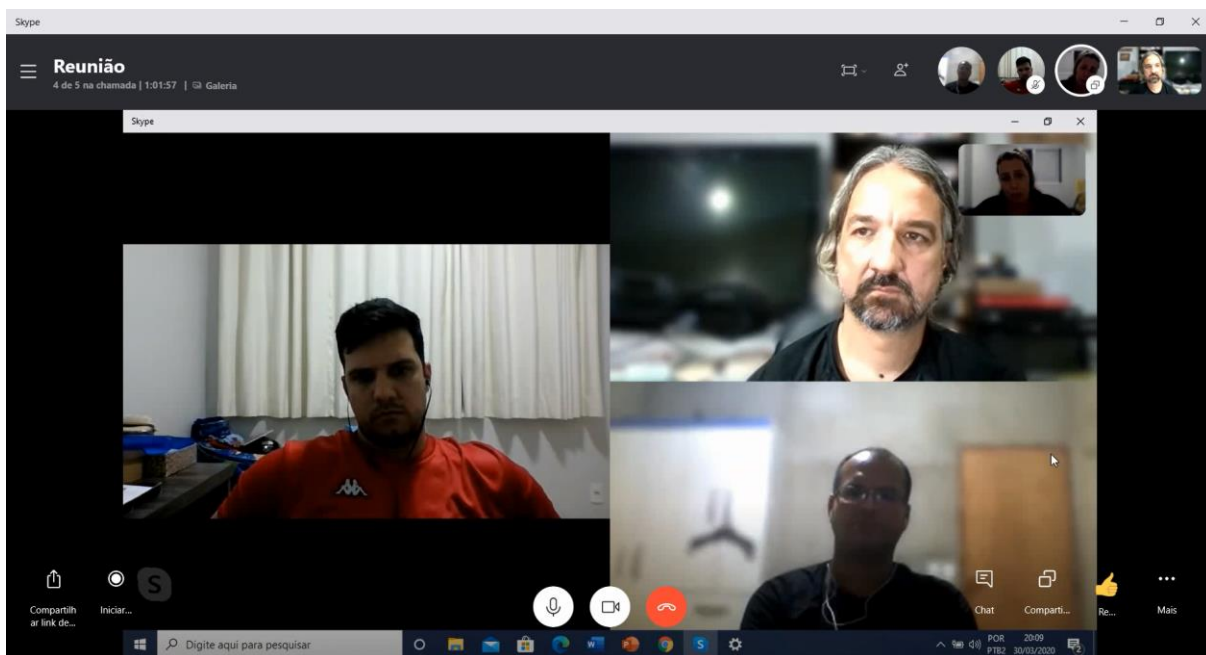 Skype
Reunião
4 de 5 na chamada | 1:01:57 | Galeria
Skype
Compartilh
ar link de...
Iniciar...
Chat
Comparti...
Re...
Mais
Digite aqui para pesquisar
POR
PTB2
20:09
30/03/2020